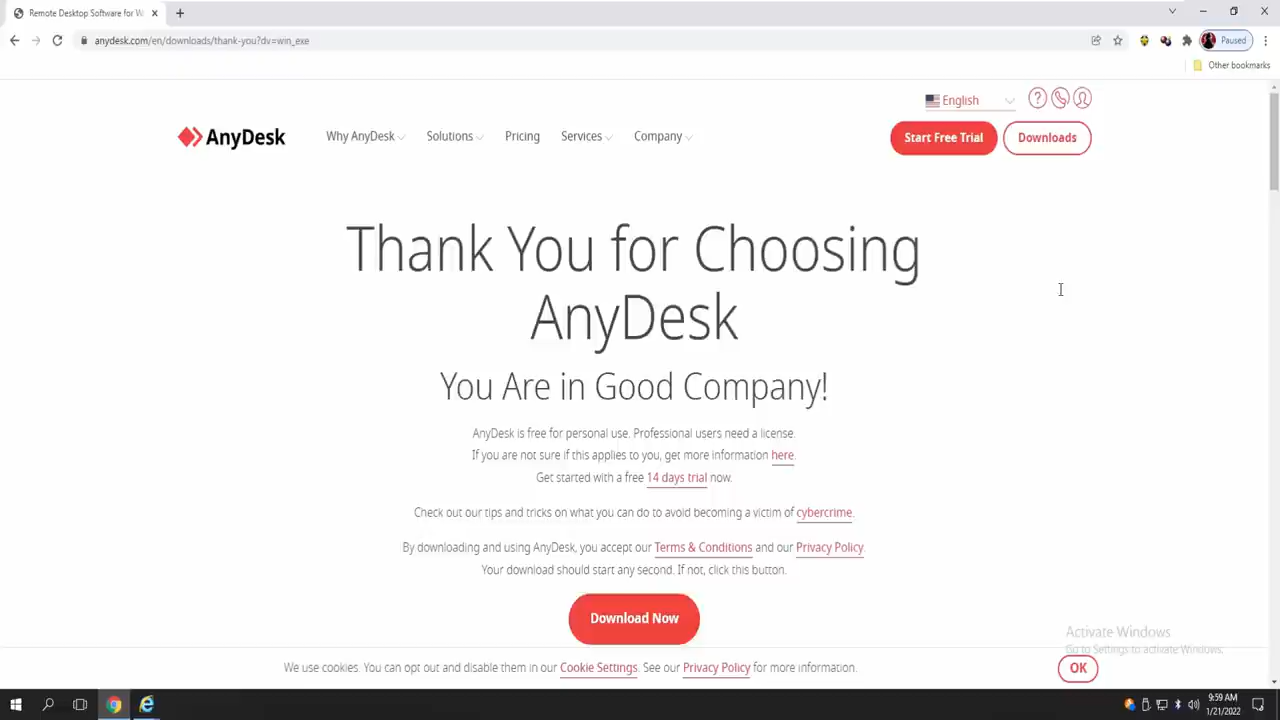 Remote Desktop Software for Wi
anydesk.com/en/downloads/thank-you?dv=win_exe
Paused
Other bookmarks
English
AnyDesk
Why AnyDesk
Solutions
Pricing
Services
Company
Start Free Trial
Downloads
Thank You for Choosing
AnyDesk
You Are in Good Company!
AnyDesk is free for personal use. Professional users need a license.
If you are not sure if this applies to you, get more information here.
Get started with a free 14 days trial now.
Check out our tips and tricks on what you can do to avoid becoming a victim of cybercrime.
By downloading and using AnyDesk, you accept our Terms & Conditions and our Privacy Policy.
Your download should start any second. If not, click this button.
Download Now
Activate Windows
Go to Settings to activate Windows.
We use cookies. You can opt out and disable them in our Cookie Settings. See our Privacy Policy for more information.
OK
9:59 AM
1/21/2022